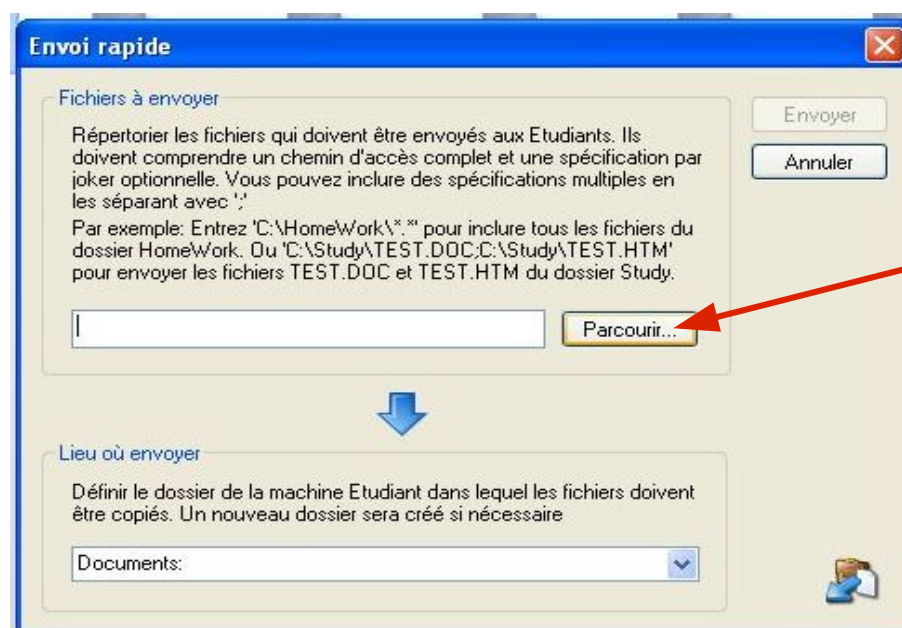 Envoi rapide
Fichiers à envoyer
Répertorier les fichiers qui doivent être envoyés aux Etudiants. Ils
doivent comprendre un chemin d'accès complet et une spécification par
joker optionnelle. Vous pouvez inclure des spécifications multiples en
les séparant avec ';'
Par exemple: Entrez 'C:\HomeWork\*.*' pour inclure tous les fichiers du
dossier HomeWork. Ou 'C:\Study\TEST.DOC;C:\Study\TEST.HTM'
pour envoyer les fichiers TEST.DOC et TEST.HTM du dossier Study.
Parcourir...
Envoyer
Annuler
Lieu où envoyer
Définir le dossier de la machine Etudiant dans lequel les fichiers doivent
être copiés. Un nouveau dossier sera créé si nécessaire
Documents: